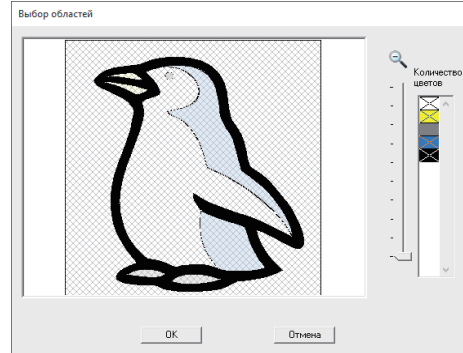 Выбор областей
Количество
цветов
OK
Отмена